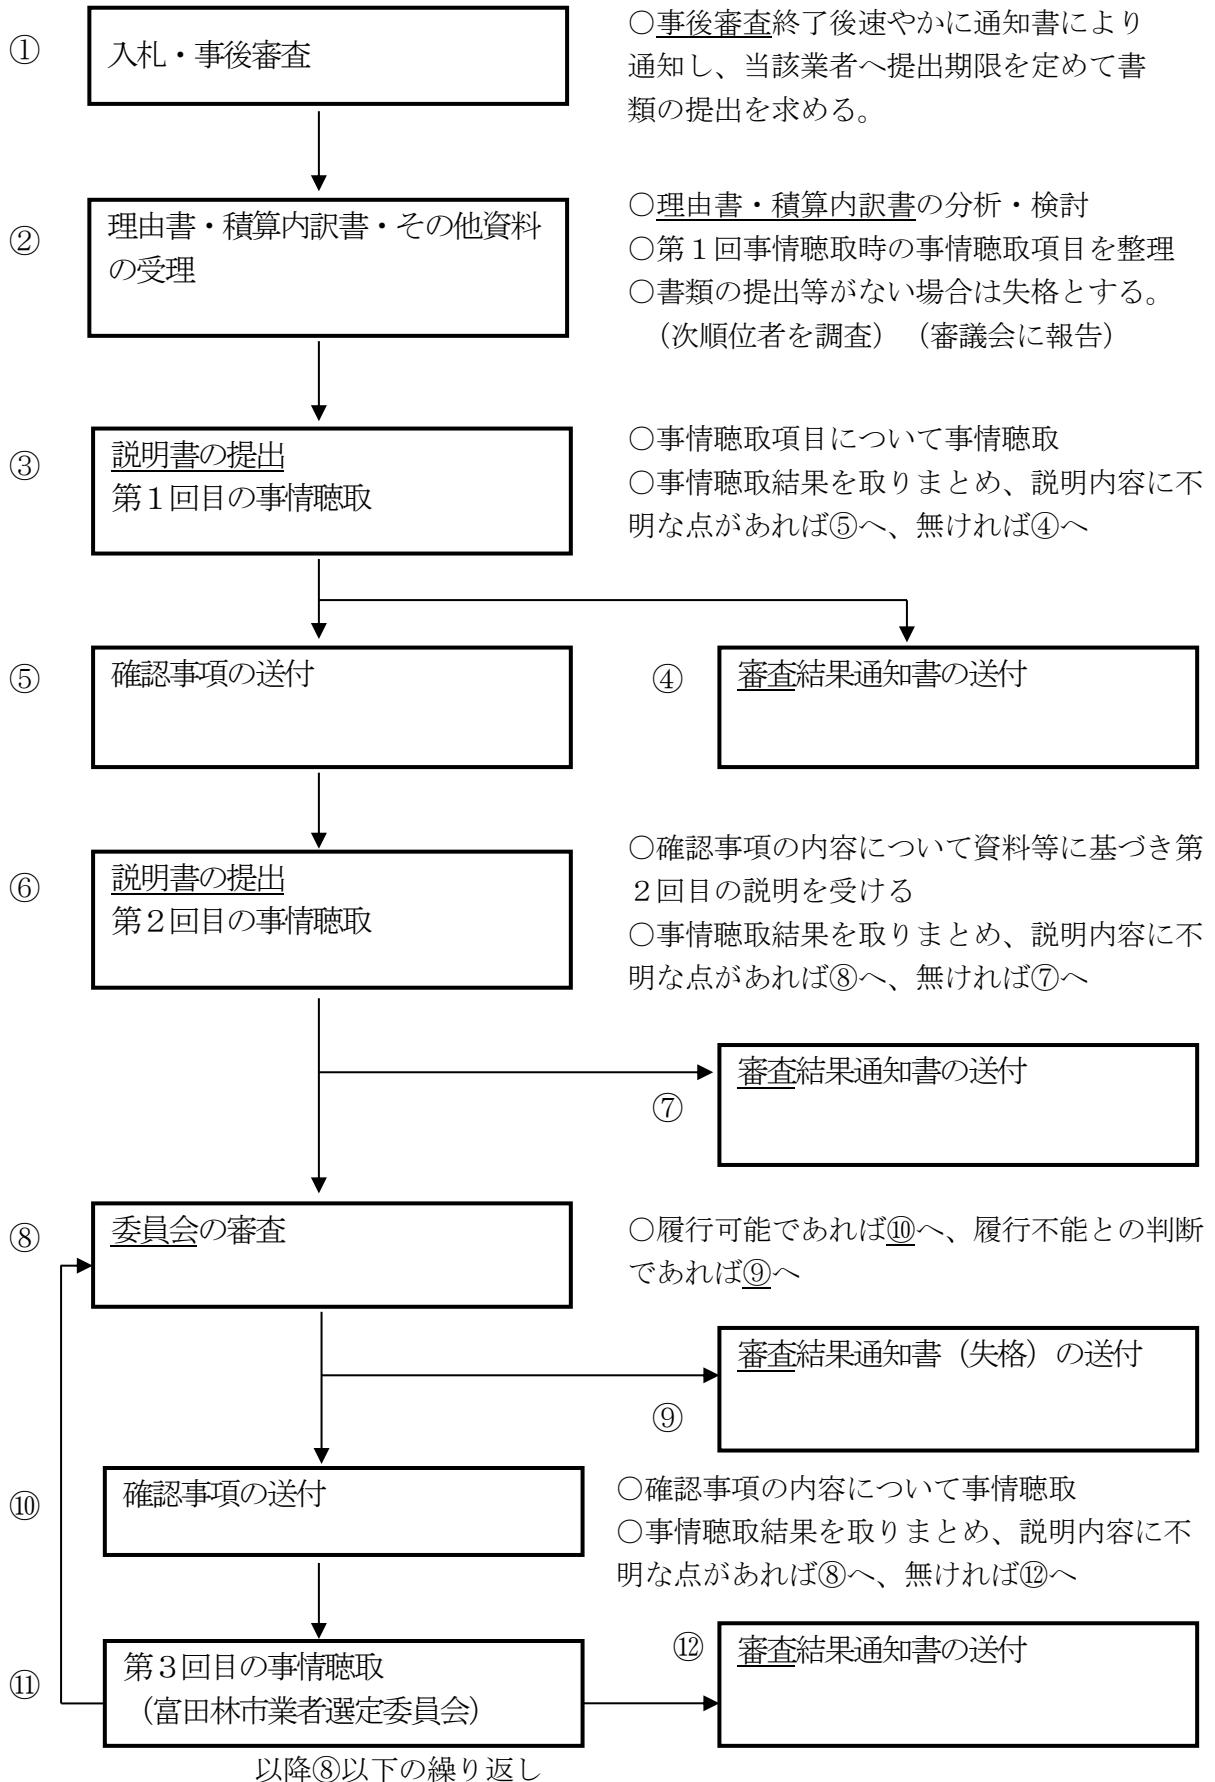 ①
入札・事後審査
○事後審査終了後速やかに通知書により
通知し、当該業者へ提出期限を定めて書
類の提出を求める。
②
理由書・積算内訳書・その他資料
の受理
○理由書・積算内訳書の分析・検討
○第１回事情聴取時の事情聴取項目を整理
○書類の提出等がない場合は失格とする。
（次順位者を調査）（審議会に報告）
③
説明書の提出
第１回目の事情聴取
○事情聴取項目について事情聴取
○事情聴取結果を取りまとめ、説明内容に不
明な点があれば⑤へ、無ければ④へ
⑤
確認事項の送付
④
審査結果通知書の送付
⑥
説明書の提出
第２回目の事情聴取
○確認事項の内容について資料等に基づき第
２回目の説明を受ける
○事情聴取結果を取りまとめ、説明内容に不
明な点があれば⑧へ、無ければ⑦へ
審査結果通知書の送付
⑦
⑧
委員会の審査
○履行可能であれば⑩へ、履行不能との判断
であれば⑨へ
審査結果通知書（失格）の送付
⑨
⑩
確認事項の送付
○確認事項の内容について事情聴取
○事情聴取結果を取りまとめ、説明内容に不
明な点があれば⑧へ、無ければ⑫へ
⑪
第３回目の事情聴取
（富田林市業者選定委員会）
⑫
審査結果通知書の送付
以降⑧以下の繰り返し